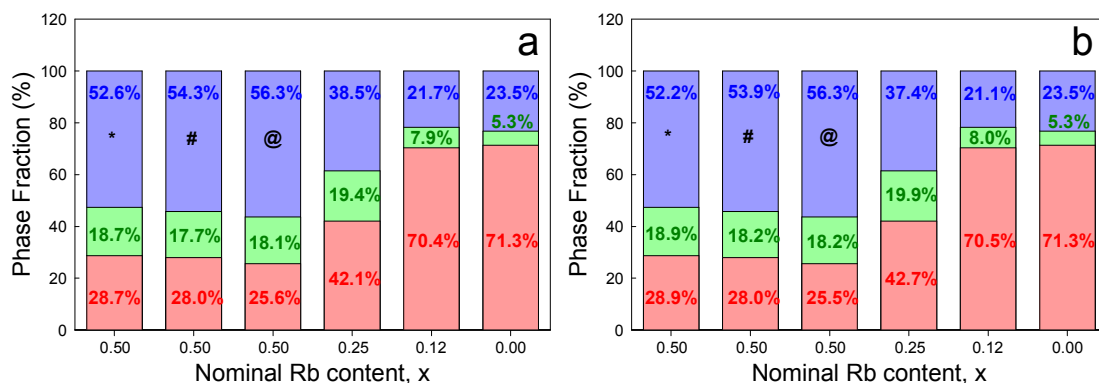 a
120
100
80
60
40
20
0
Phase Fraction (%)
52.6% 54.3% 56.3% 38.5% 21.7% 23.5%
* # @
5.3%
7.9%
18.7% 17.7% 18.1% 19.4%
28.7% 28.0% 25.6% 42.1% 70.4% 71.3%
0.50 0.50 0.50 0.25 0.12 0.00
Nominal Rb content, x
b
120
100
80
60
40
20
0
Phase Fraction (%)
52.2% 53.9% 56.3% 37.4% 21.1% 23.5%
* # @
5.3%
8.0%
18.9% 18.2% 18.2% 19.9%
28.9% 28.0% 25.5% 42.7% 70.5% 71.3%
0.50 0.50 0.50 0.25 0.12 0.00
Nominal Rb content, x